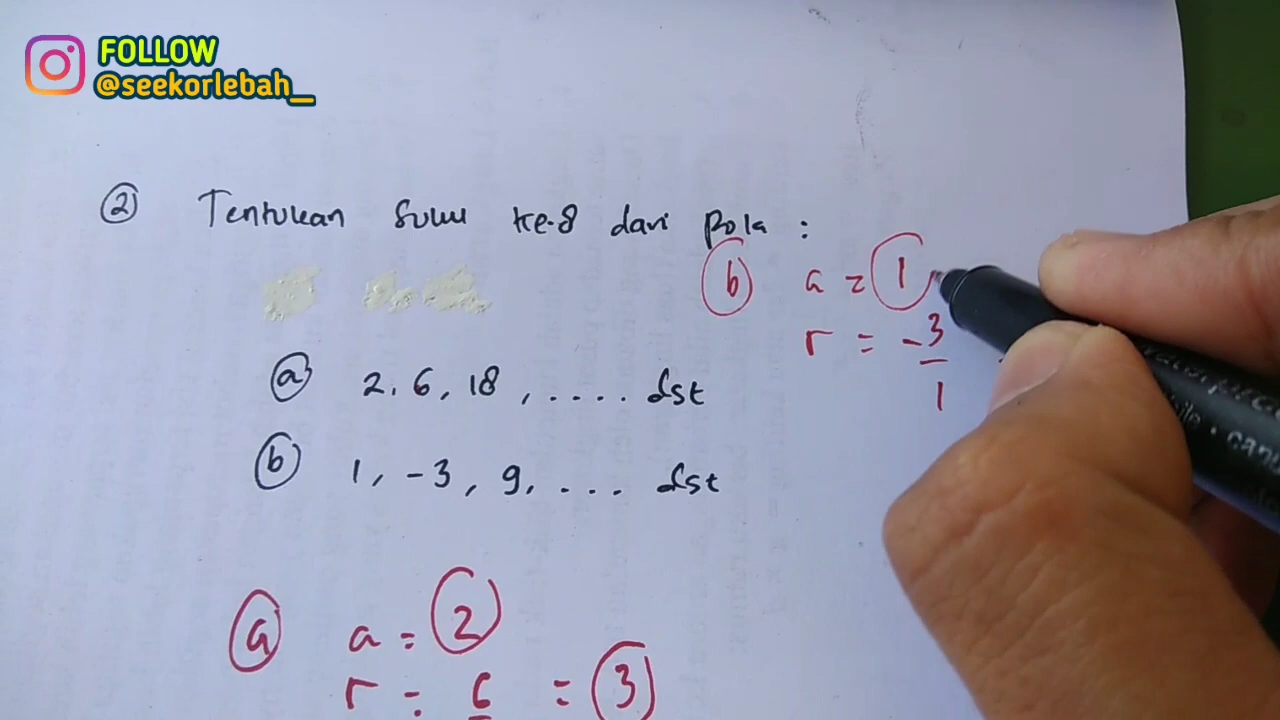 FOLLOW
@seekorlebah_
② Tentukan suku ke-8 dari pola :
ⓐ 2, 6, 18, .... dst
ⓑ 1, -3, 9, .... dst
ⓑ a = 1
r = -3
1
ⓐ a = 2
r = 6 = 3